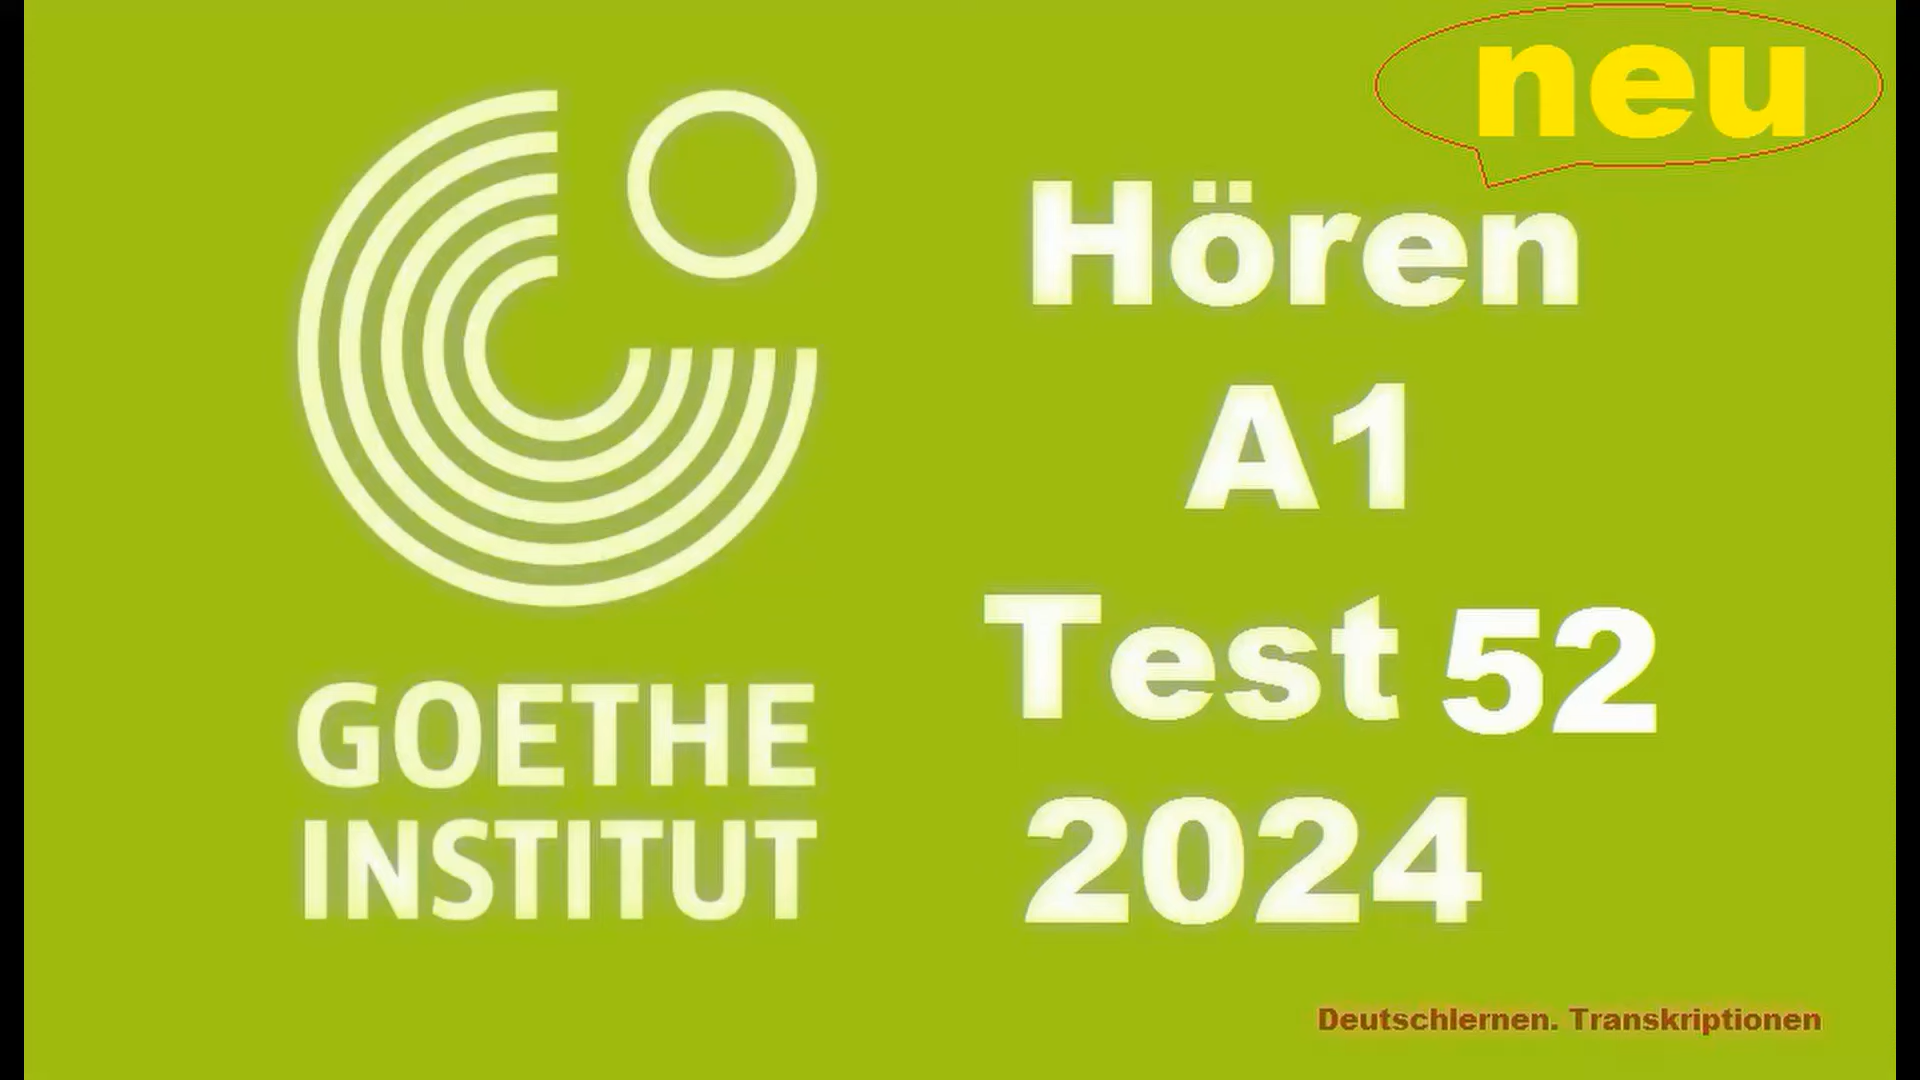 neu
Hören
A1
Test 52
2024
GOETHE
INSTITUT
Deutschlernen. Transkriptionen